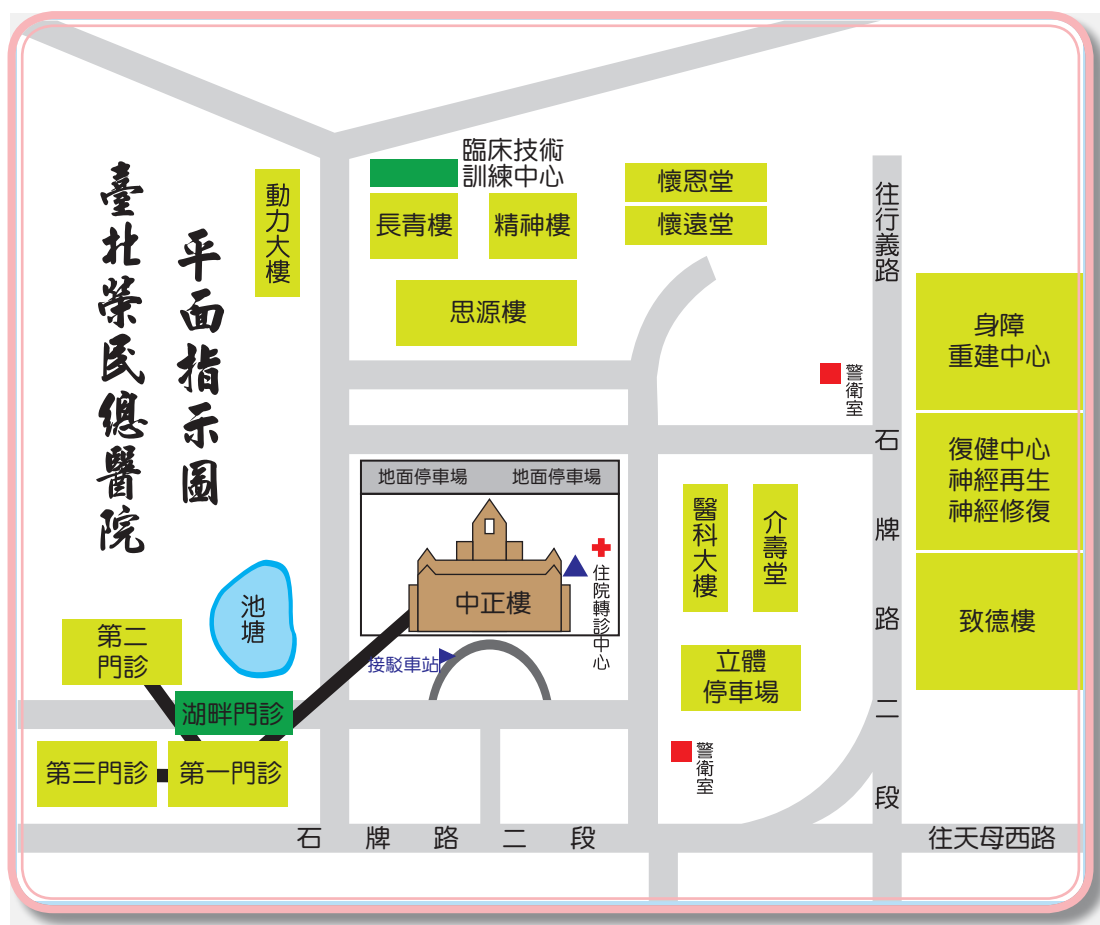 臺北榮民總醫院
平面指示圖
動力大樓
臨床技術
訓練中心
長青樓
精神樓
思源樓
懷恩堂
懷遠堂
往行義路
身障
重建中心
警衛室
石牌路二段
復健中心
神經再生
神經修復
致德樓
地面停車場
地面停車場
中正樓
住院轉診中心
接駁車站
醫科大樓
介壽堂
立體
停車場
警衛室
池塘
第二
門診
湖畔門診
第三門診
第一門診
石牌路二段
往天母西路